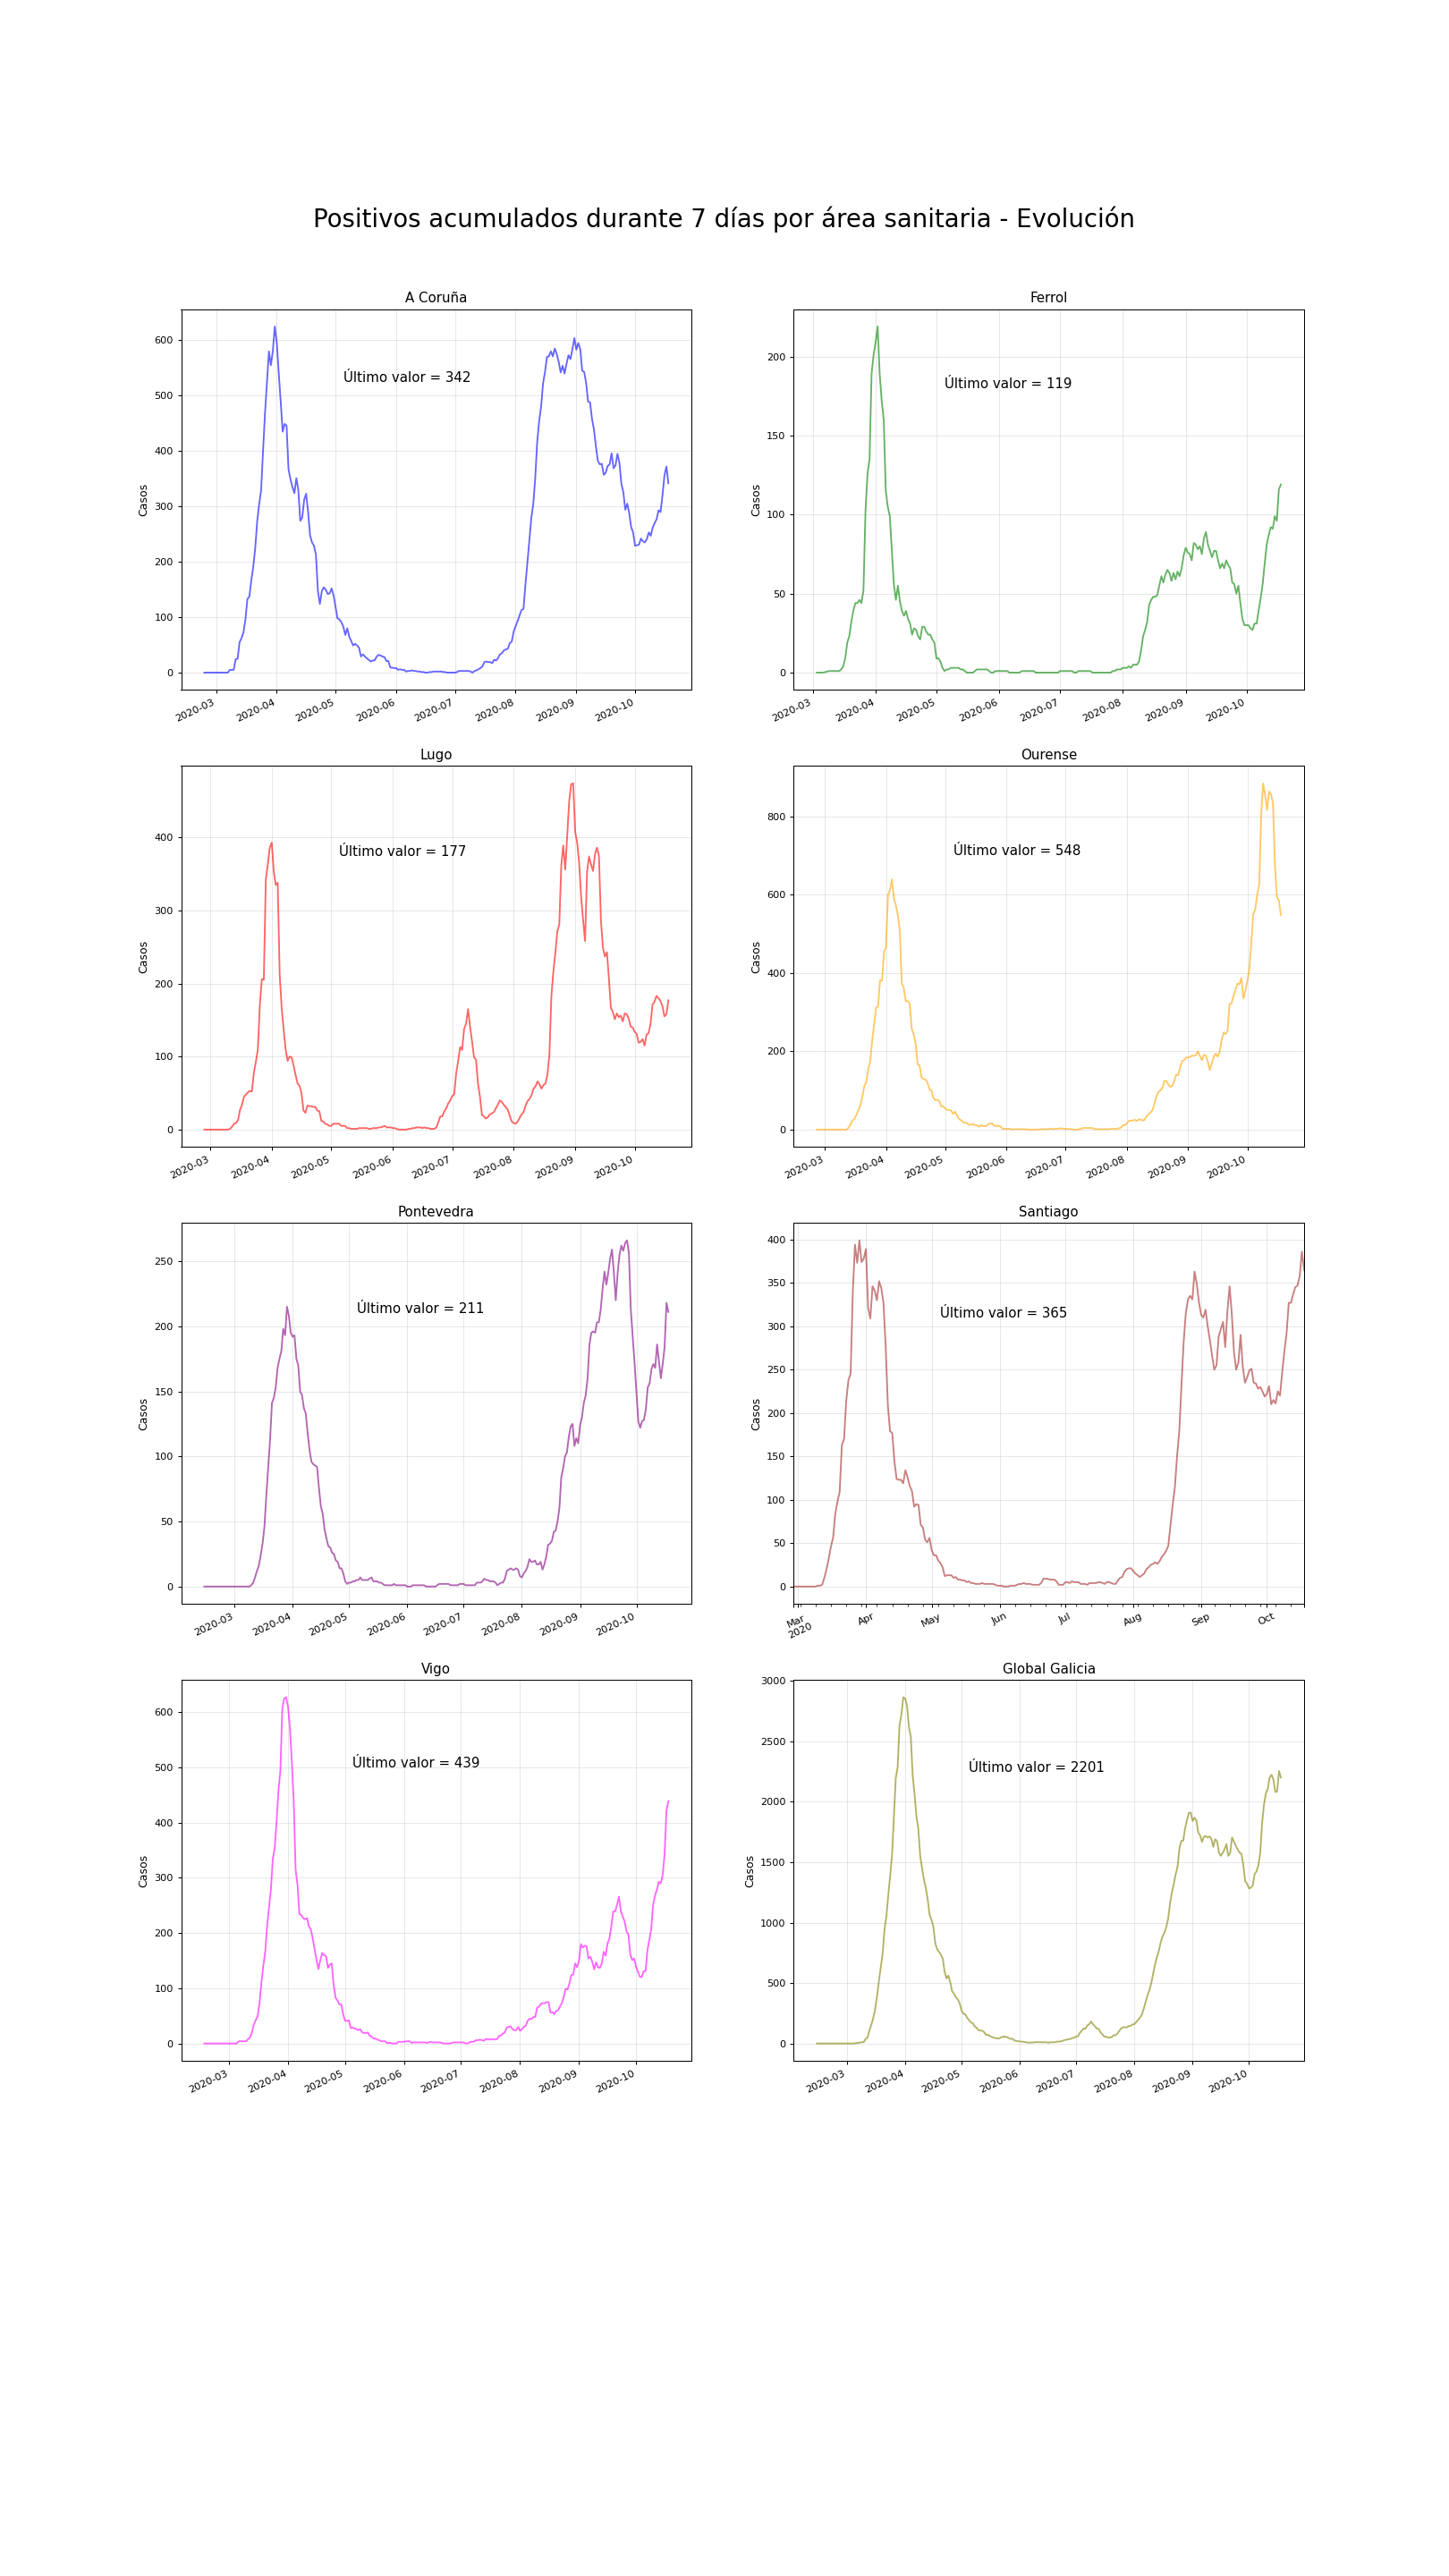 Positivos acumulados durante 7 días por área sanitaria - Evolución
A Coruña
Casos
600
500
400
300
200
100
0
Último valor = 342
2020-03 2020-04 2020-05 2020-06 2020-07 2020-08 2020-09 2020-10
Ferrol
Casos
200
150
100
50
0
Último valor = 119
2020-03 2020-04 2020-05 2020-06 2020-07 2020-08 2020-09 2020-10
Lugo
Casos
400
300
200
100
0
Último valor = 177
2020-03 2020-04 2020-05 2020-06 2020-07 2020-08 2020-09 2020-10
Ourense
Casos
800
600
400
200
0
Último valor = 548
2020-03 2020-04 2020-05 2020-06 2020-07 2020-08 2020-09 2020-10
Pontevedra
Casos
250
200
150
100
50
0
Último valor = 211
2020-03 2020-04 2020-05 2020-06 2020-07 2020-08 2020-09 2020-10
Santiago
Casos
400
350
300
250
200
150
100
50
0
Último valor = 365
Mar Apr May Jun Jul Aug Sep Oct
2020
Vigo
Casos
600
500
400
300
200
100
0
Último valor = 439
2020-03 2020-04 2020-05 2020-06 2020-07 2020-08 2020-09 2020-10
Global Galicia
Casos
3000
2500
2000
1500
1000
500
0
Último valor = 2201
2020-03 2020-04 2020-05 2020-06 2020-07 2020-08 2020-09 2020-10